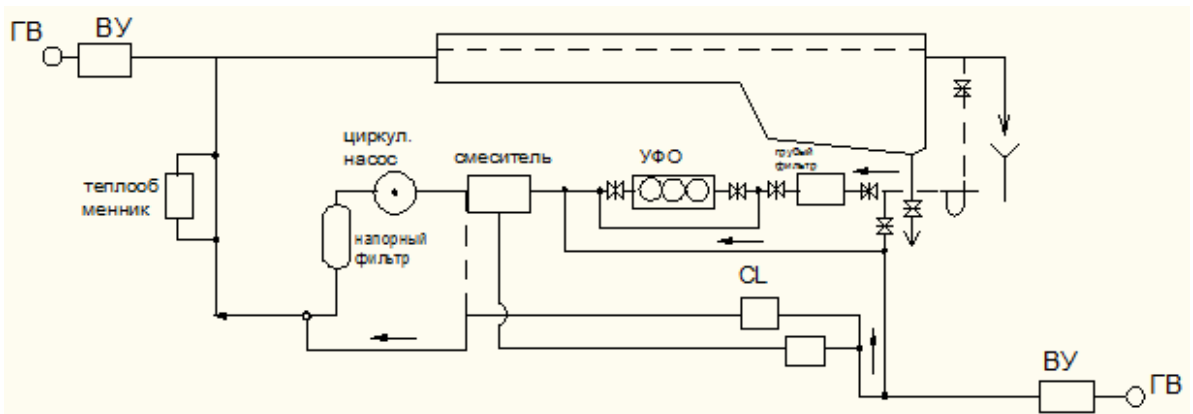 ГВ
ВУ
циркул.
насос
смеситель
УФО
грубый
фильтр
теплооб
менник
напорный
фильтр
CL
ВУ
ГВ